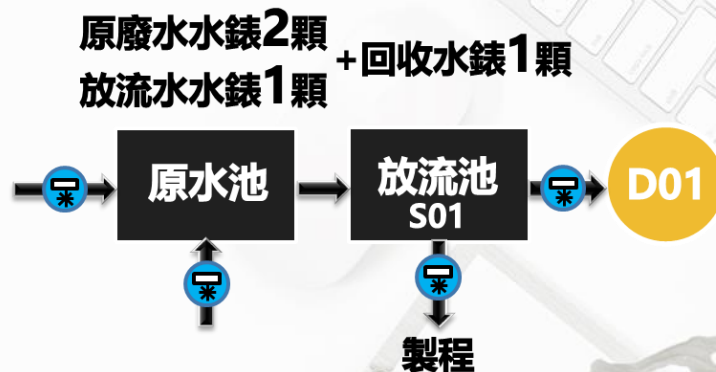 原廢水水錶2顆
放流水水錶1顆
+回收水錶1顆
原水池
放流池
S01
D01
製程